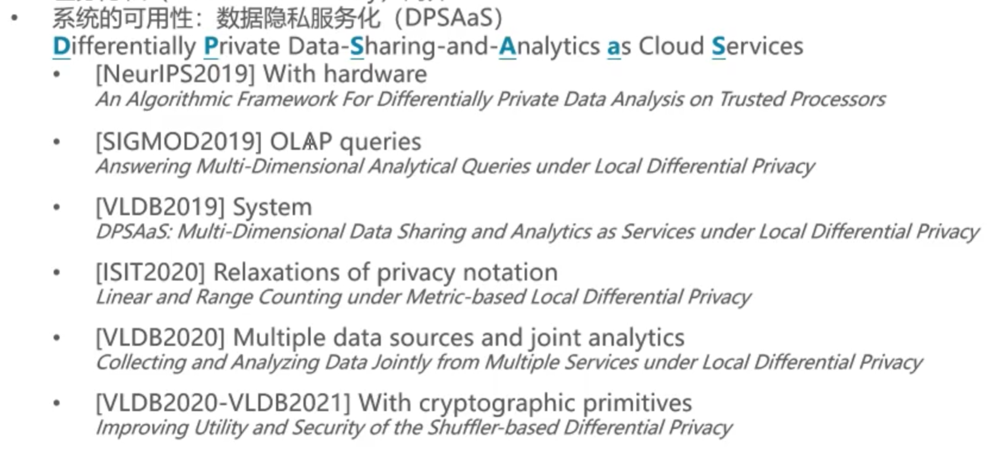 • 系统的可用性：数据隐私服务化（DPSAaS）
Differentially Private Data-Sharing-and-Analytics as Cloud Services
• [NeurIPS2019] With hardware
An Algorithmic Framework For Differentially Private Data Analysis on Trusted Processors
• [SIGMOD2019] OLAP queries
Answering Multi-Dimensional Analytical Queries under Local Differential Privacy
• [VLDB2019] System
DPSAaS: Multi-Dimensional Data Sharing and Analytics as Services under Local Differential Privacy
• [ISIT2020] Relaxations of privacy notation
Linear and Range Counting under Metric-based Local Differential Privacy
• [VLDB2020] Multiple data sources and joint analytics
Collecting and Analyzing Data Jointly from Multiple Services under Local Differential Privacy
• [VLDB2020-VLDB2021] With cryptographic primitives
Improving Utility and Security of the Shuffler-based Differential Privacy